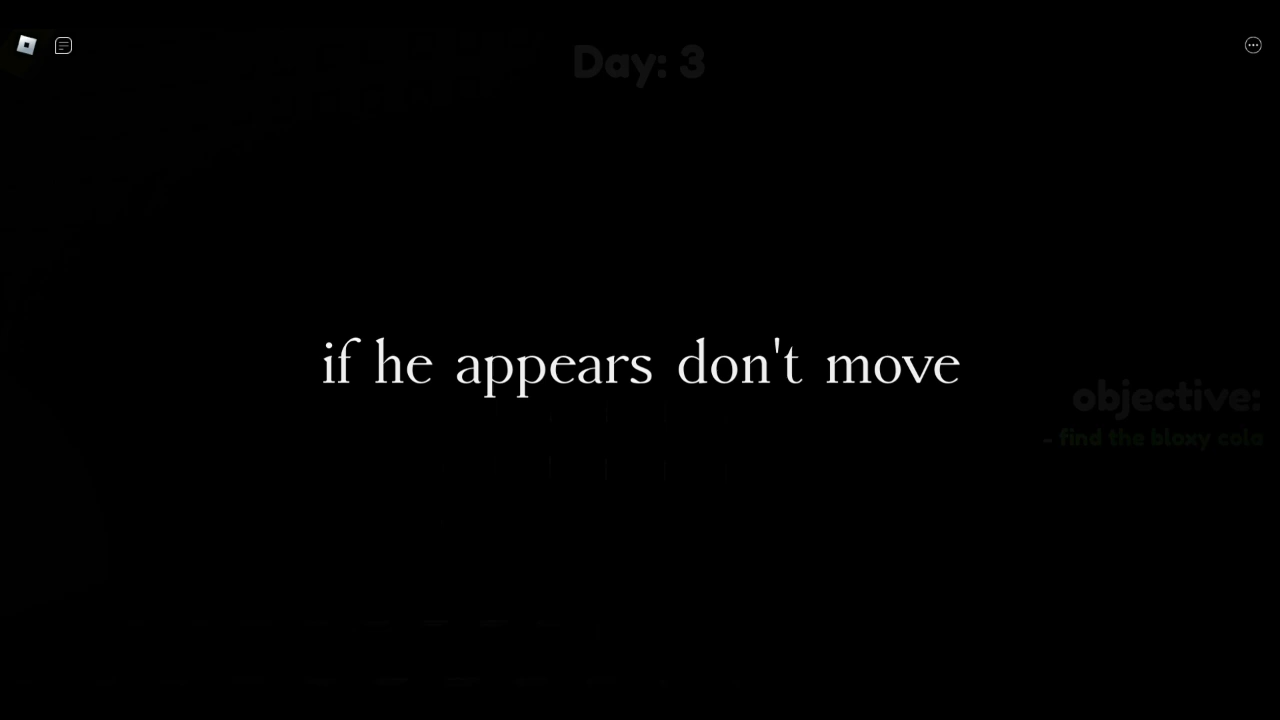 Day: 3
if he appears don't move
objective:
- find the bloxy cola